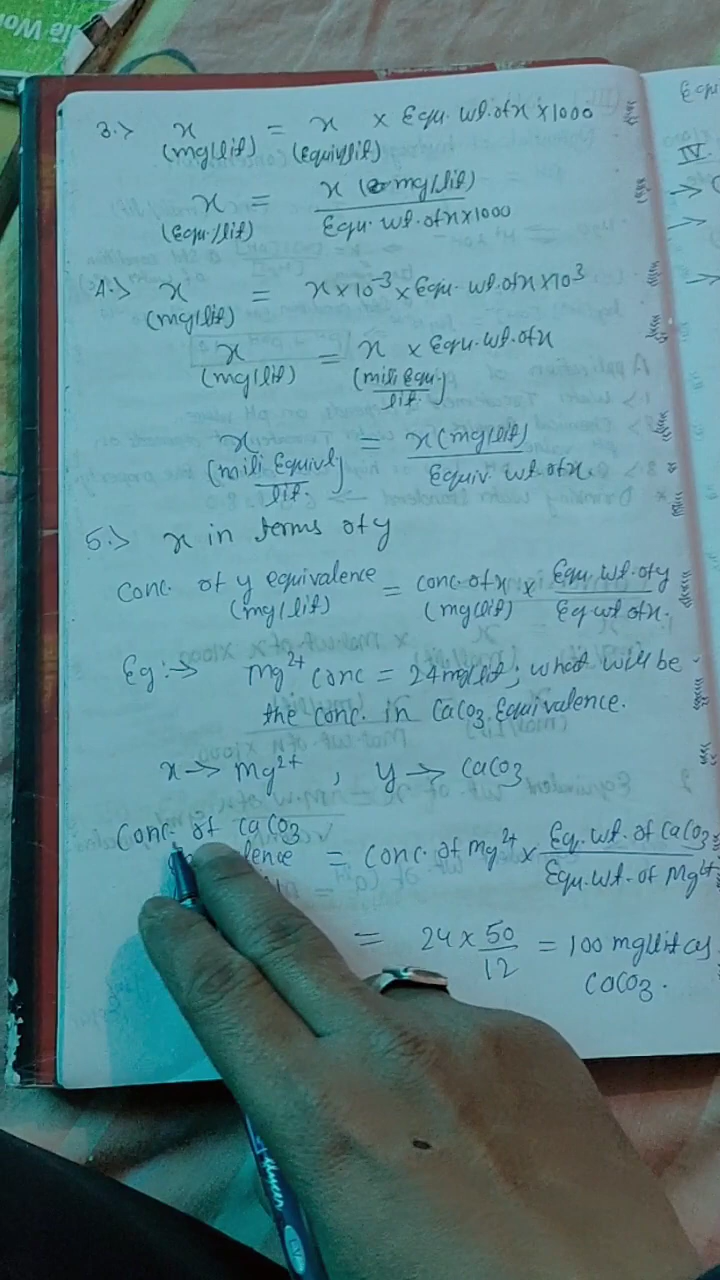 3.> x = x × Equ. wt. of x × 1000
(mg/lit) (equiv/lit)
x = x (mg/lit)
(Equ./lit) Equ. wt. of x × 1000
4.> x = x × 10⁻³ × Equ. wt. of x × 10³
(mg/lit)
x = x × Equ. wt. of x
(mg/lit) (mili Equi./lit.)
x = x (mg/lit)
(mili Equivl/lit.) Equiv. wt. of x.
5.> x in terms of y
Conc. of y equivalence = conc. of x × Equ. wt. of y
(mg/lit) (mg/lit) Eq wt of x.
Eg:-> Mg²⁺ conc = 24 mg/lit; what will be
the conc. in CaCO3 Equivalence.
x → Mg²⁺, y → CaCO3
Conc. of CaCO3
= conc. of Mg²⁺ × Eq. wt. of CaCO3
Equ. wt. of Mg²⁺
= 24 × 50/12 = 100 mg/lit as
CaCO3.
IV.